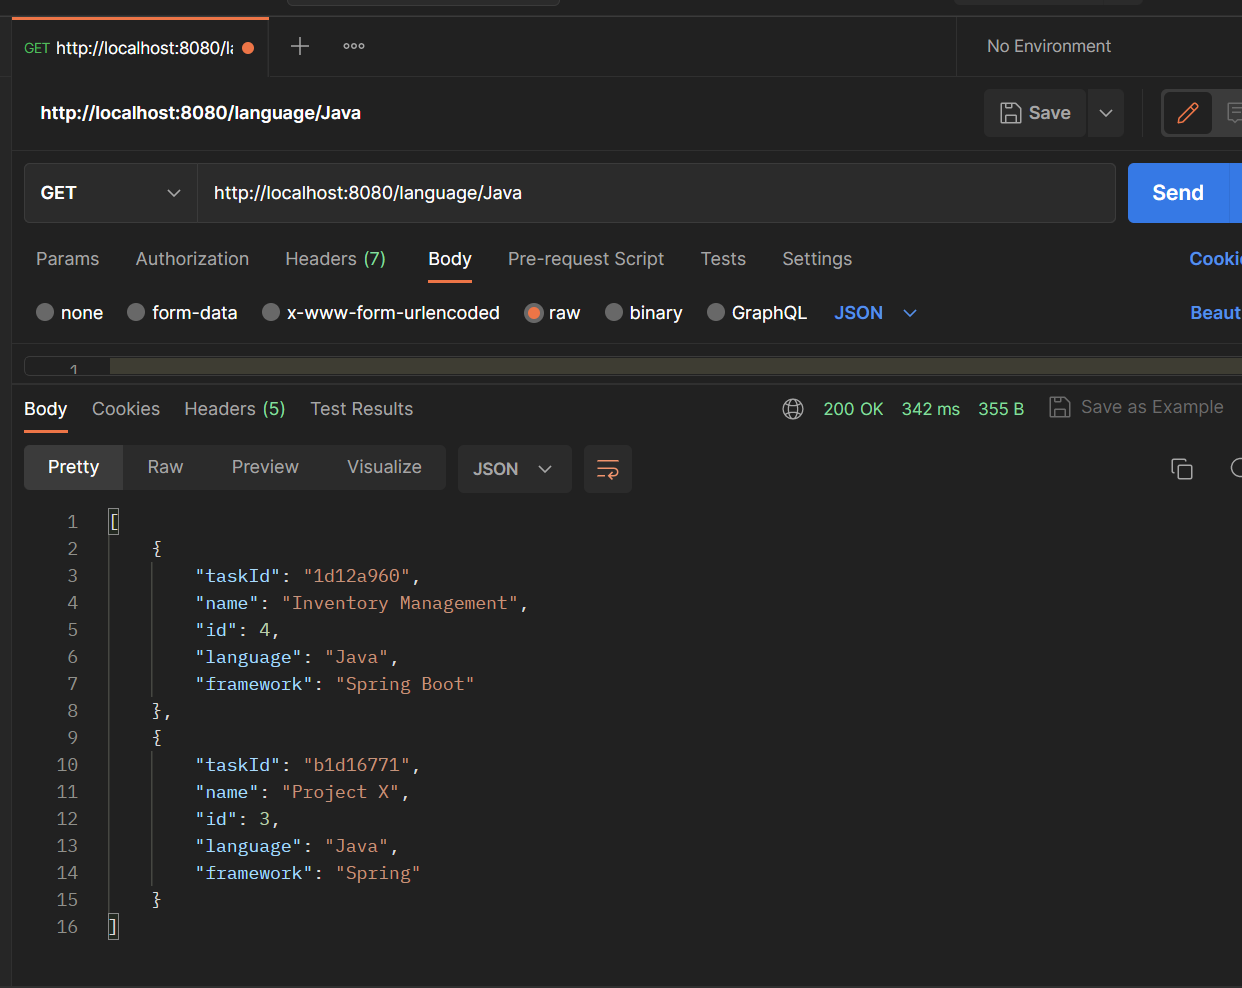 GET http://localhost:8080/la
No Environment
http://localhost:8080/language/Java
Save
GET http://localhost:8080/language/Java Send
Params Authorization Headers (7) Body Pre-request Script Tests Settings Cooki
none form-data x-www-form-urlencoded raw binary GraphQL JSON Beaut
1
Body Cookies Headers (5) Test Results 200 OK 342 ms 355 B Save as Example
Pretty Raw Preview Visualize JSON
1 [
2 {
3 "taskId": "1d12a960",
4 "name": "Inventory Management",
5 "id": 4,
6 "language": "Java",
7 "framework": "Spring Boot"
8 },
9 {
10 "taskId": "b1d16771",
11 "name": "Project X",
12 "id": 3,
13 "language": "Java",
14 "framework": "Spring"
15 }
16 ]